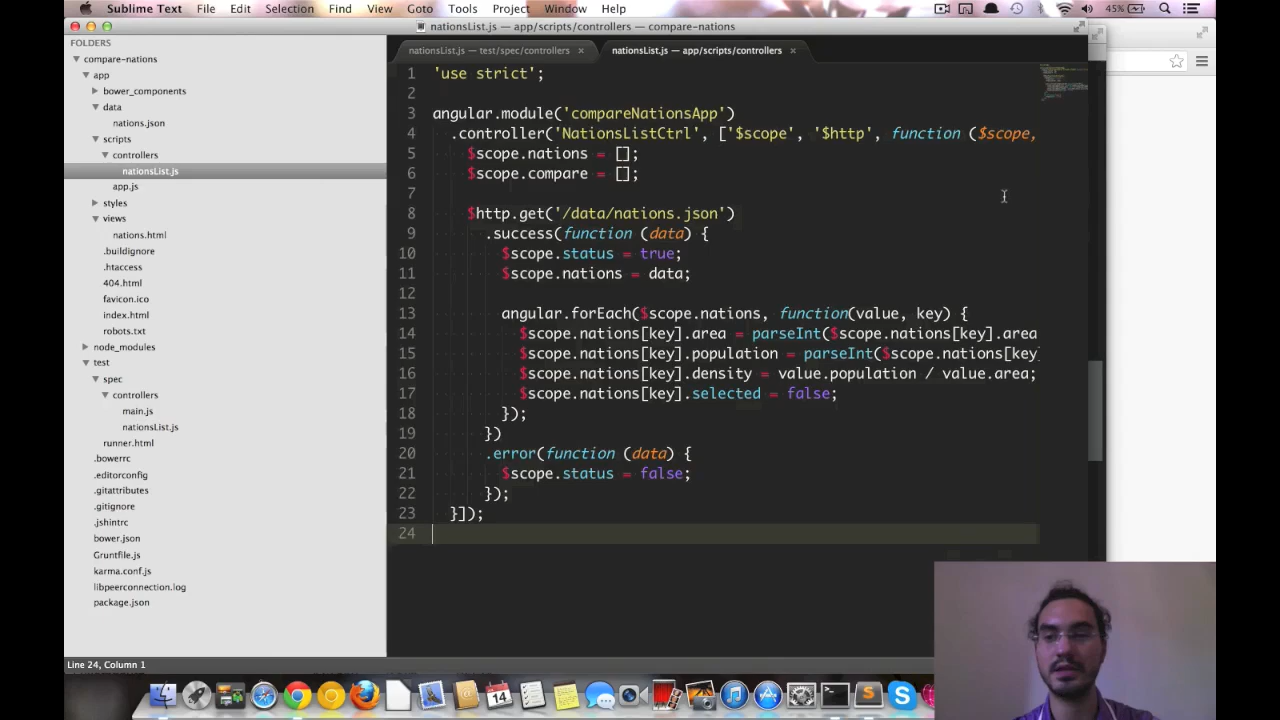 Sublime Text File Edit Selection Find View Goto Tools Project Window Help 45%
nationsList.js — app/scripts/controllers — compare-nations
FOLDERS
compare-nations
app
bower_components
data
nations.json
scripts
controllers
nationsList.js
app.js
styles
views
nations.html
.buildignore
.htaccess
404.html
favicon.ico
index.html
robots.txt
node_modules
test
spec
controllers
main.js
nationsList.js
runner.html
.bowerrc
.editorconfig
.gitattributes
.gitignore
.jshintrc
bower.json
Gruntfile.js
karma.conf.js
libpeerconnection.log
package.json
nationsList.js — test/spec/controllers × nationsList.js — app/scripts/controllers ×
1 'use strict';
2
3 angular.module('compareNationsApp')
4 .controller('NationsListCtrl', ['$scope', '$http', function ($scope,
5 $scope.nations = [];
6 $scope.compare = [];
7
8 $http.get('/data/nations.json')
9 .success(function (data) {
10 $scope.status = true;
11 $scope.nations = data;
12
13 angular.forEach($scope.nations, function(value, key) {
14 $scope.nations[key].area = parseInt($scope.nations[key].area
15 $scope.nations[key].population = parseInt($scope.nations[key]
16 $scope.nations[key].density = value.population / value.area;
17 $scope.nations[key].selected = false;
18 });
19 })
20 .error(function (data) {
21 $scope.status = false;
22 });
23 }]);
24
Line 24, Column 1
14